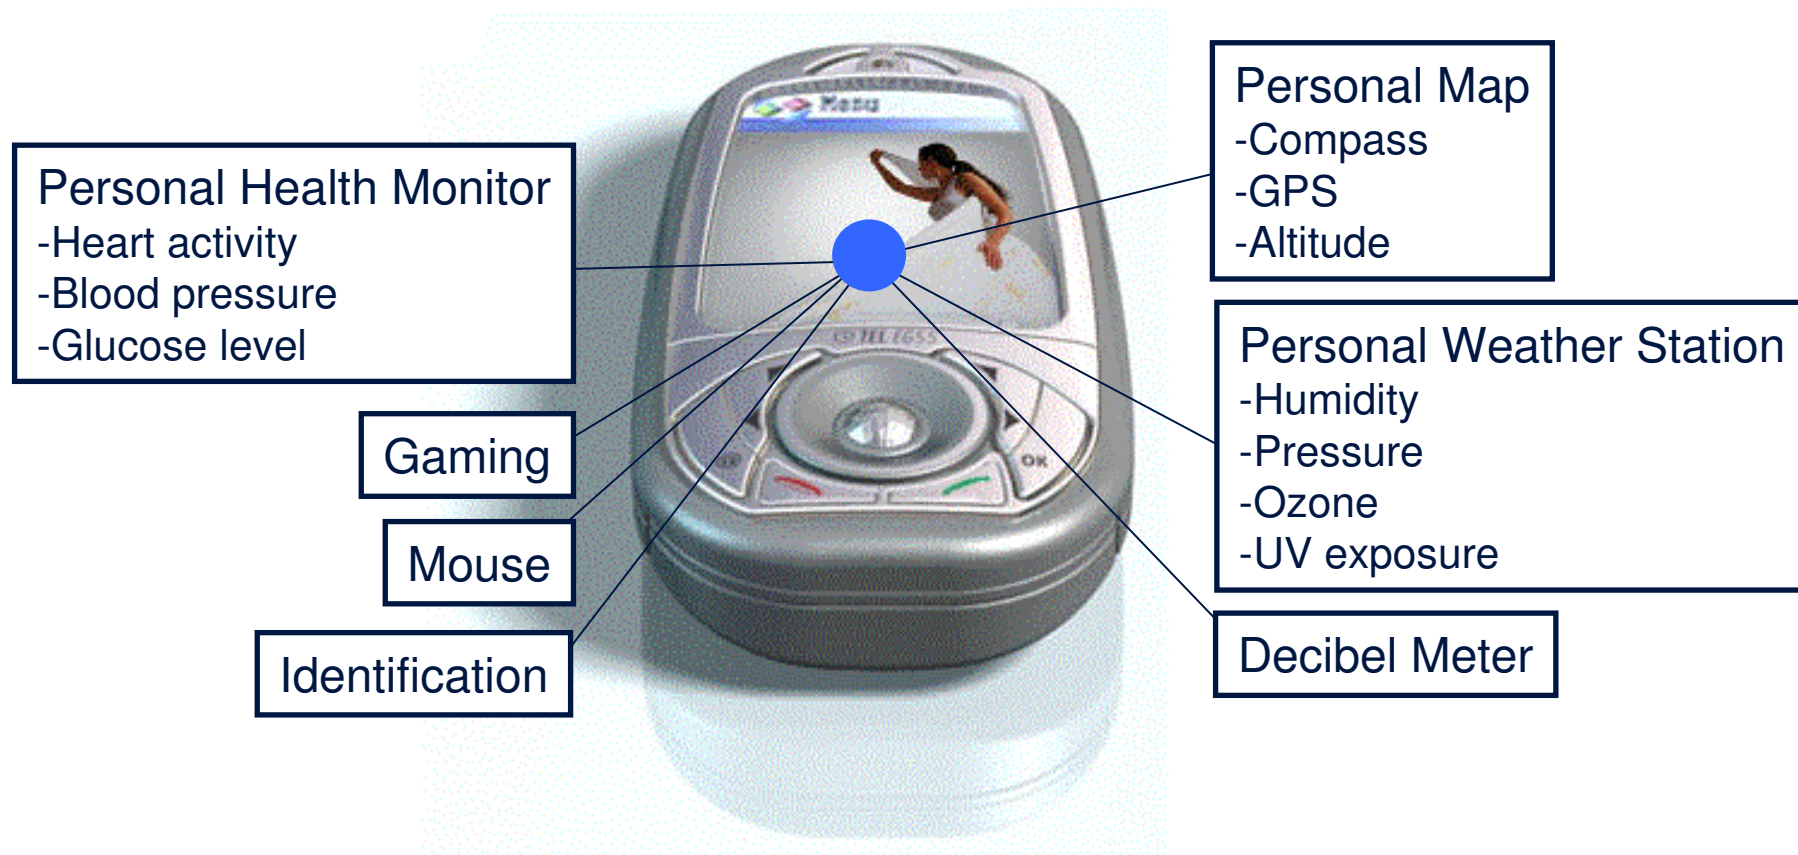 Menu
Personal Health Monitor
-Heart activity
-Blood pressure
-Glucose level
Gaming
Mouse
Identification
Personal Map
-Compass
-GPS
-Altitude
Personal Weather Station
-Humidity
-Pressure
-Ozone
-UV exposure
Decibel Meter
OK